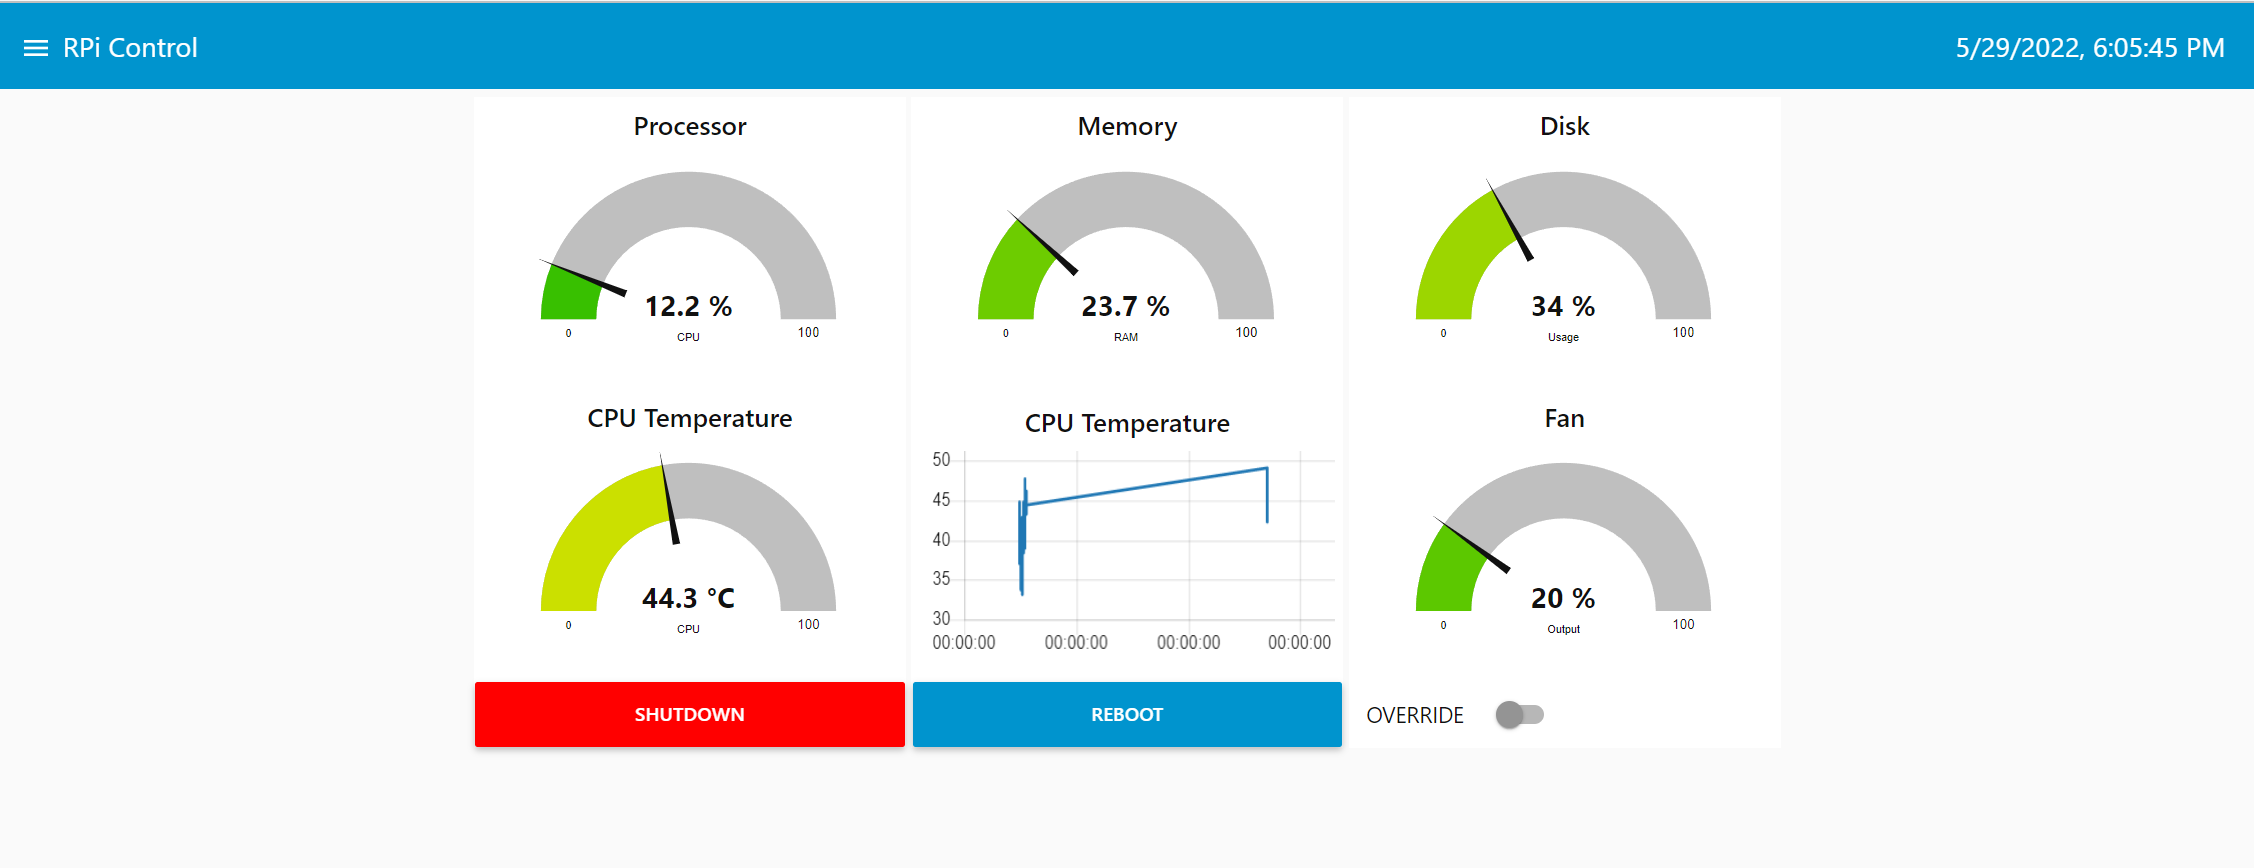 RPi Control
5/29/2022, 6:05:45 PM
Processor
12.2 %
0
CPU
100
Memory
23.7 %
0
RAM
100
Disk
34 %
0
Usage
100
CPU Temperature
44.3 °C
0
CPU
100
CPU Temperature
50
45
40
35
30
00:00:00 00:00:00 00:00:00 00:00:00
Fan
20 %
0
Output
100
SHUTDOWN
REBOOT
OVERRIDE